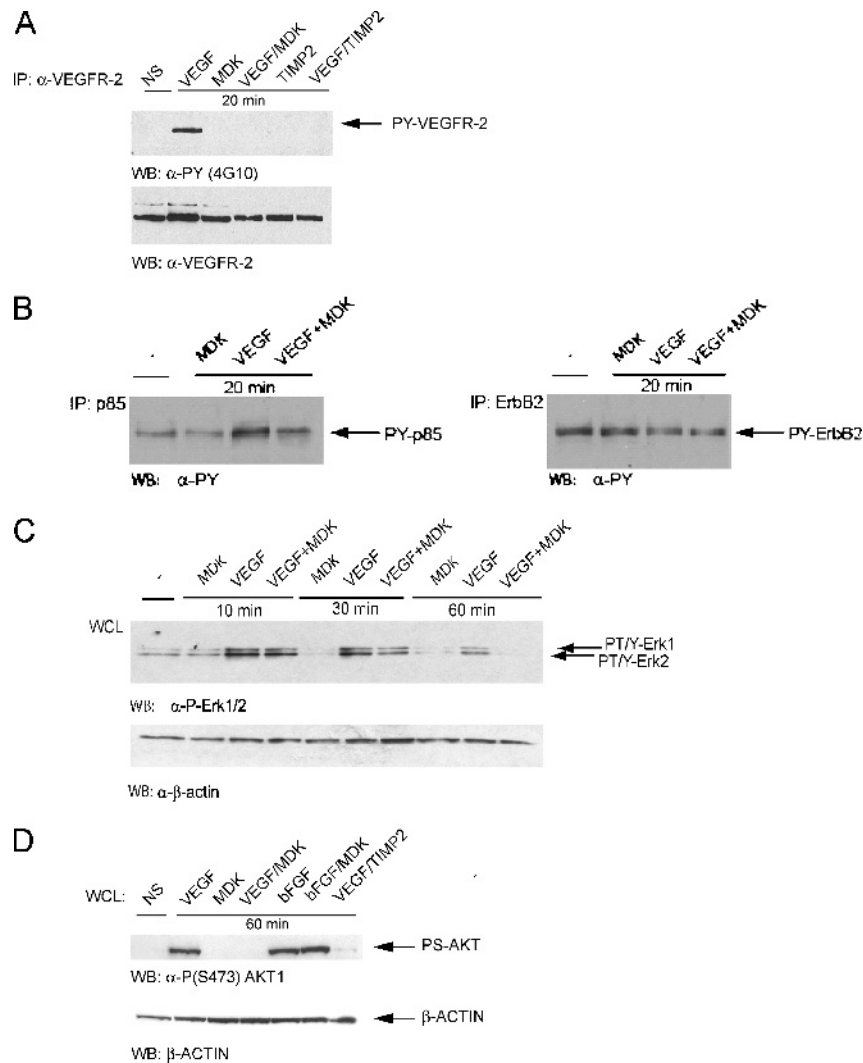 A
IP: α-VEGFR-2
NS
VEGF
MDK
VEGF/MDK
TIMP2
VEGF/TIMP2
20 min
PY-VEGFR-2
WB: α-PY (4G10)
WB: α-VEGFR-2
B
-
MDK
VEGF
VEGF+MDK
20 min
IP: p85
PY-p85
WB: α-PY
-
MDK
VEGF
VEGF+MDK
20 min
IP: ErbB2
PY-ErbB2
WB: α-PY
C
-
MDK
VEGF
VEGF+MDK
MDK
VEGF
VEGF+MDK
MDK
VEGF
VEGF+MDK
10 min
30 min
60 min
WCL
PT/Y-Erk1
PT/Y-Erk2
WB: α-P-Erk1/2
WB: α-β-actin
D
WCL:
NS
VEGF
MDK
VEGF/MDK
bFGF
bFGF/MDK
VEGF/TIMP2
60 min
PS-AKT
WB: α-P(S473) AKT1
β-ACTIN
WB: β-ACTIN